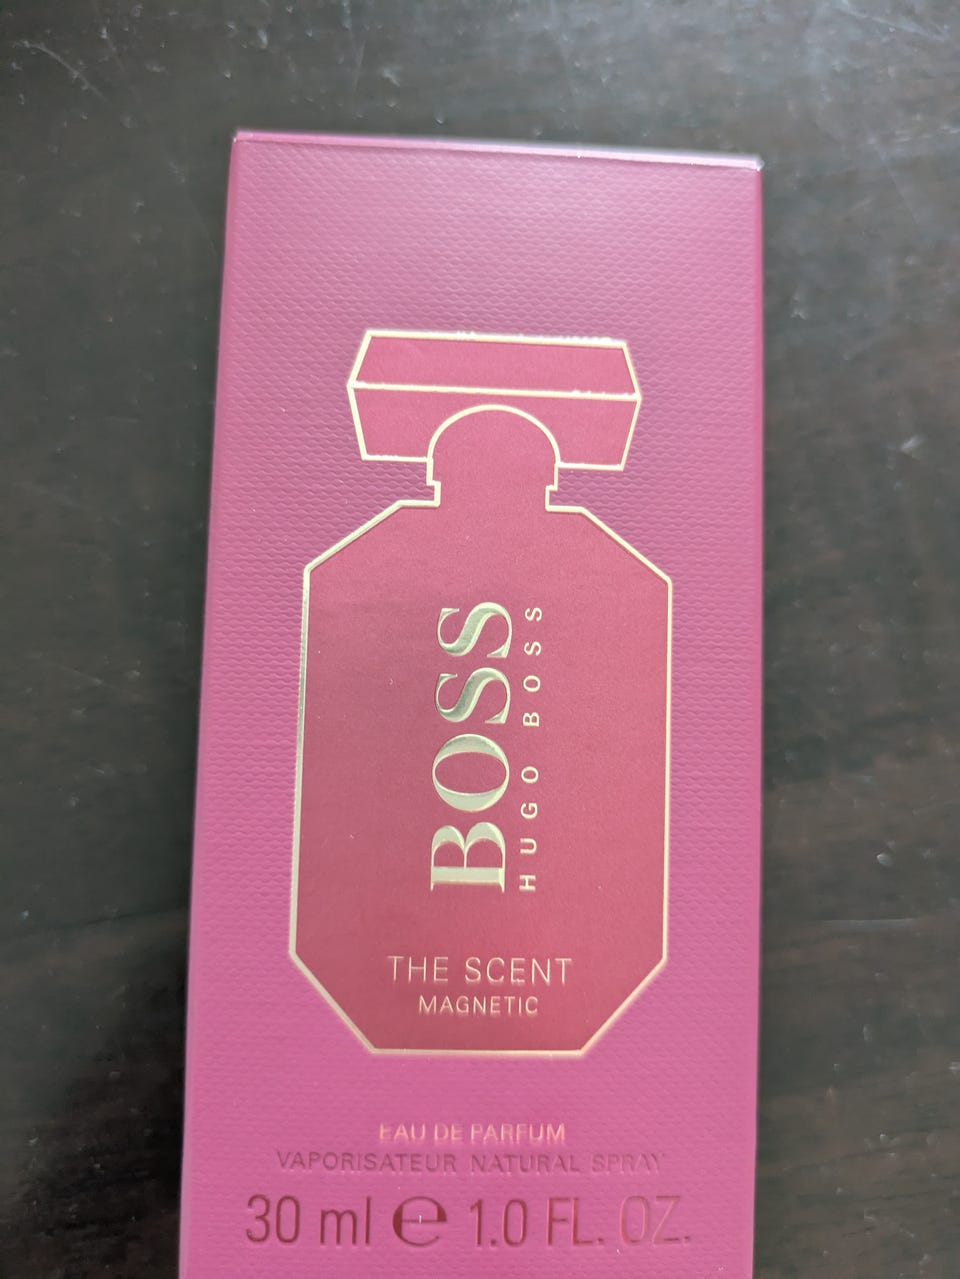 BOSS
HUGO BOSS
THE SCENT
MAGNETIC
EAU DE PARFUM
VAPORISATEUR NATURAL SPRAY
30 ml ℮ 1.0 FL. OZ.